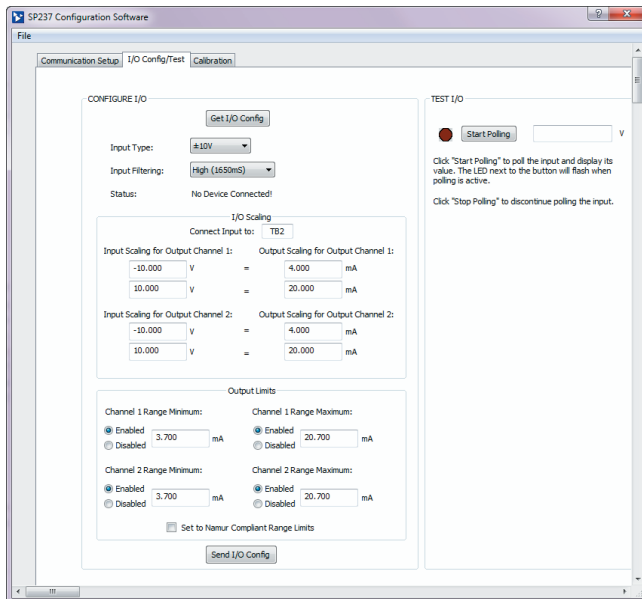 SP237 Configuration Software
File
Communication Setup I/O Config/Test Calibration
CONFIGURE I/O
Get I/O Config
Input Type: ±10V
Input Filtering: High (1650mS)
Status: No Device Connected!
I/O Scaling
Connect Input to: TB2
Input Scaling for Output Channel 1: Output Scaling for Output Channel 1:
-10.000 V = 4.000 mA
10.000 V = 20.000 mA
Input Scaling for Output Channel 2: Output Scaling for Output Channel 2:
-10.000 V = 4.000 mA
10.000 V = 20.000 mA
Output Limits
Channel 1 Range Minimum: Channel 1 Range Maximum:
Enabled Enabled
3.700 mA 20.700 mA
Disabled Disabled
Channel 2 Range Minimum: Channel 2 Range Maximum:
Enabled Enabled
3.700 mA 20.700 mA
Disabled Disabled
Set to Namur Compliant Range Limits
Send I/O Config
TEST I/O
Start Polling V
Click "Start Polling" to poll the input and display its
value. The LED next to the button will flash when
polling is active.
Click "Stop Polling" to discontinue polling the input.